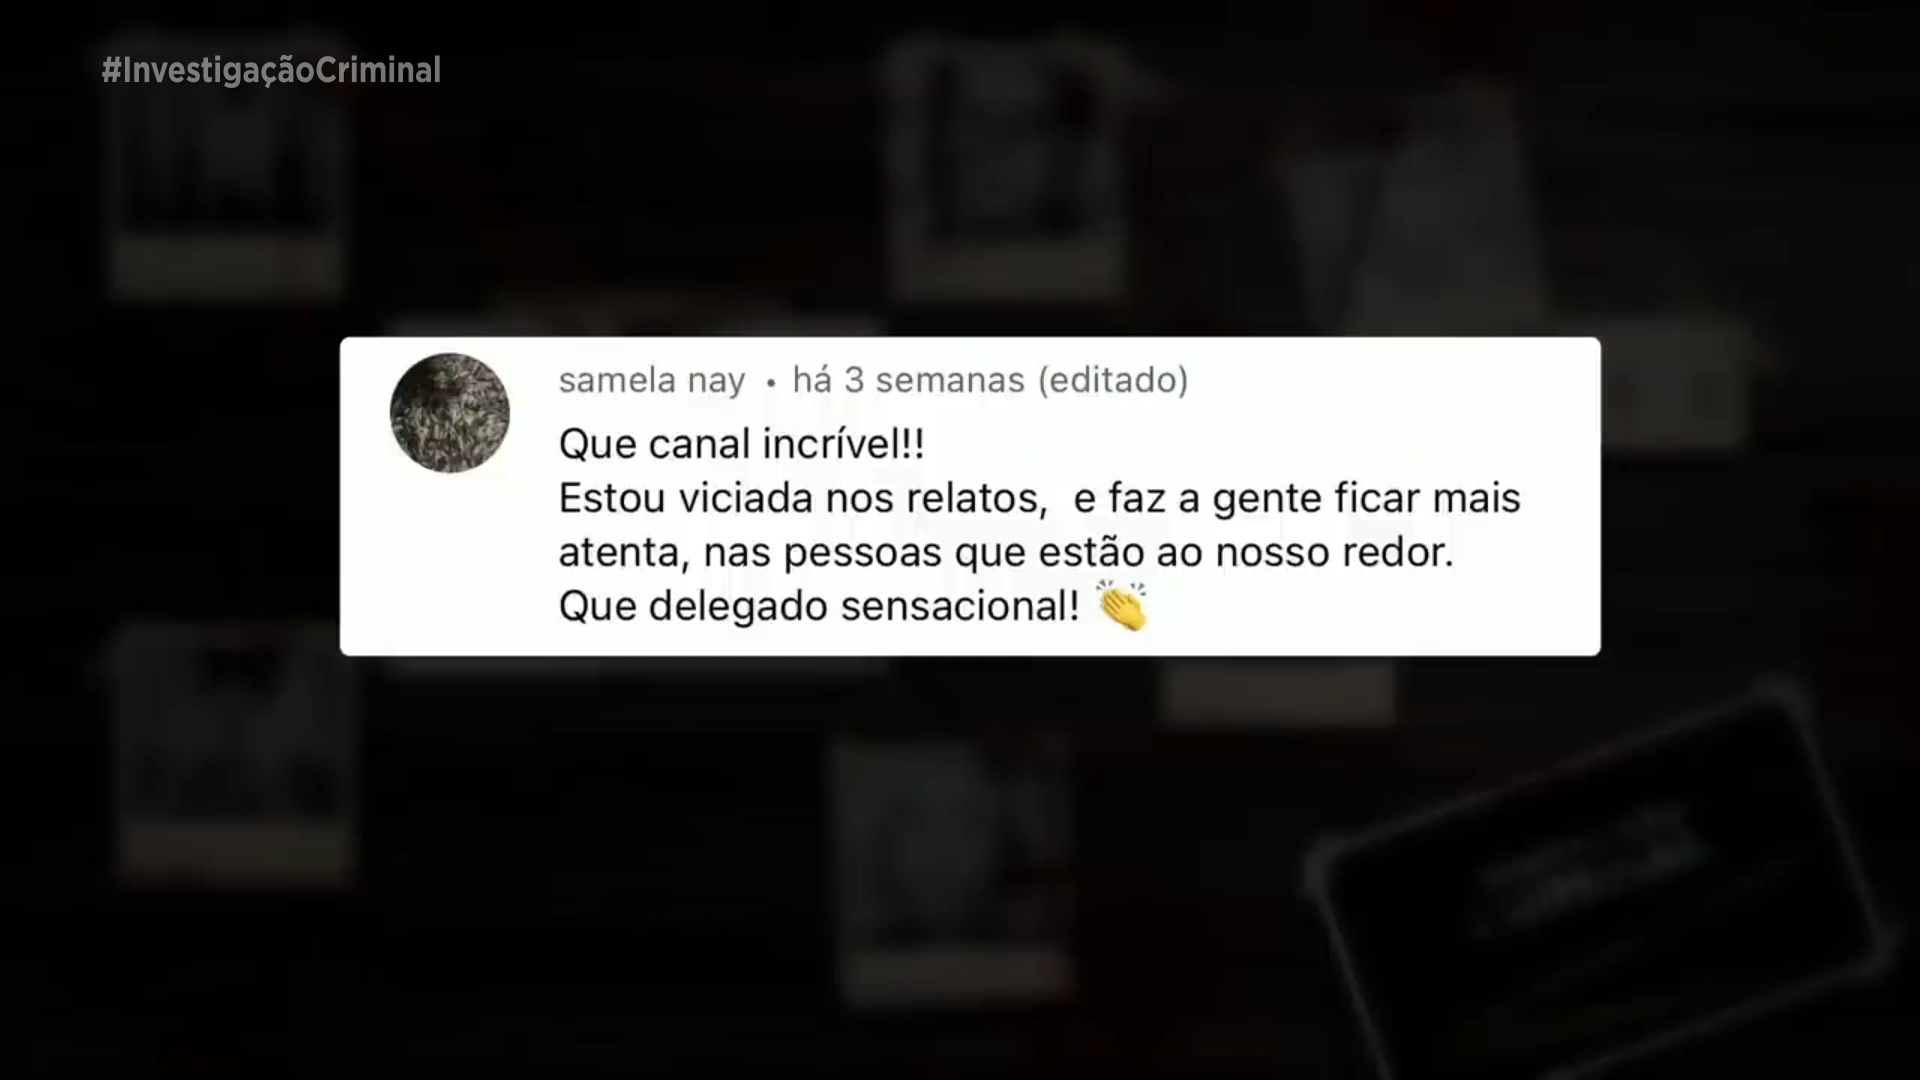 #InvestigaçãoCriminal
samela nay • há 3 semanas (editado)
Que canal incrível!!
Estou viciada nos relatos,  e faz a gente ficar mais
atenta, nas pessoas que estão ao nosso redor.
Que delegado sensacional! 👏